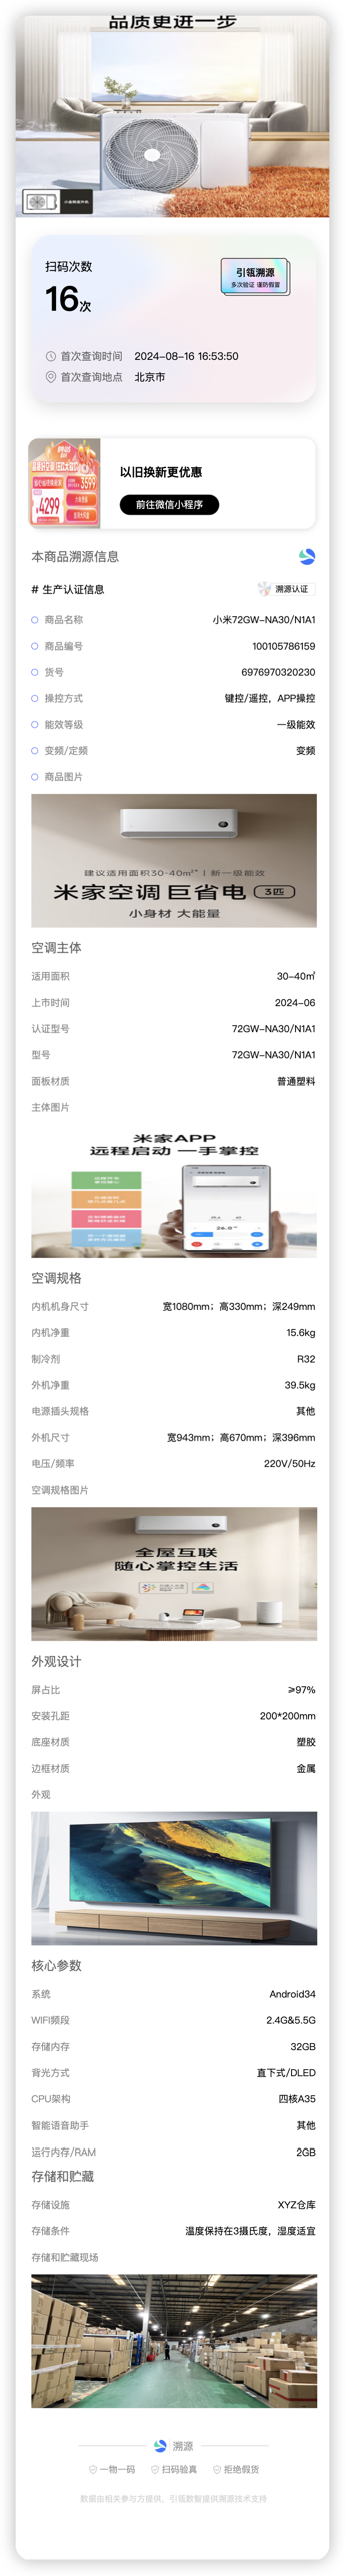 品质更进一步
扫码次数
16次
引瓴溯源
多次验证 谨防假冒
首次查询时间 2024-08-16 16:53:50
首次查询地点 北京市
3599
4299
以旧换新更优惠
前往微信小程序
本商品溯源信息
# 生产认证信息
溯源认证
商品名称 小米72GW-NA30/N1A1
商品编号 100105786159
货号 6976970320230
操控方式 键控/遥控，APP操控
能效等级 一级能效
变频/定频 变频
商品图片
建议适用面积30-40㎡ | 新一级能效
米家空调 巨省电 3匹
小身材 大能量
空调主体
适用面积 30-40㎡
上市时间 2024-06
认证型号 72GW-NA30/N1A1
型号 72GW-NA30/N1A1
面板材质 普通塑料
主体图片
米家APP
远程启动 一手掌控
空调规格
内机机身尺寸 宽1080mm；高330mm；深249mm
内机净重 15.6kg
制冷剂 R32
外机净重 39.5kg
电源插头规格 其他
外机尺寸 宽943mm；高670mm；深396mm
电压/频率 220V/50Hz
空调规格图片
全屋互联
随心掌控生活
外观设计
屏占比 ≥97%
安装孔距 200*200mm
底座材质 塑胶
边框材质 金属
外观
核心参数
系统 Android34
WIFI频段 2.4G&5.5G
存储内存 32GB
背光方式 直下式/DLED
CPU架构 四核A35
智能语音助手 其他
运行内存/RAM 2GB
存储和贮藏
存储设施 XYZ仓库
存储条件 温度保持在3摄氏度，湿度适宜
存储和贮藏现场
溯源
一物一码 扫码验真 拒绝假货
数据由相关参与方提供，引瓴数智提供溯源技术支持